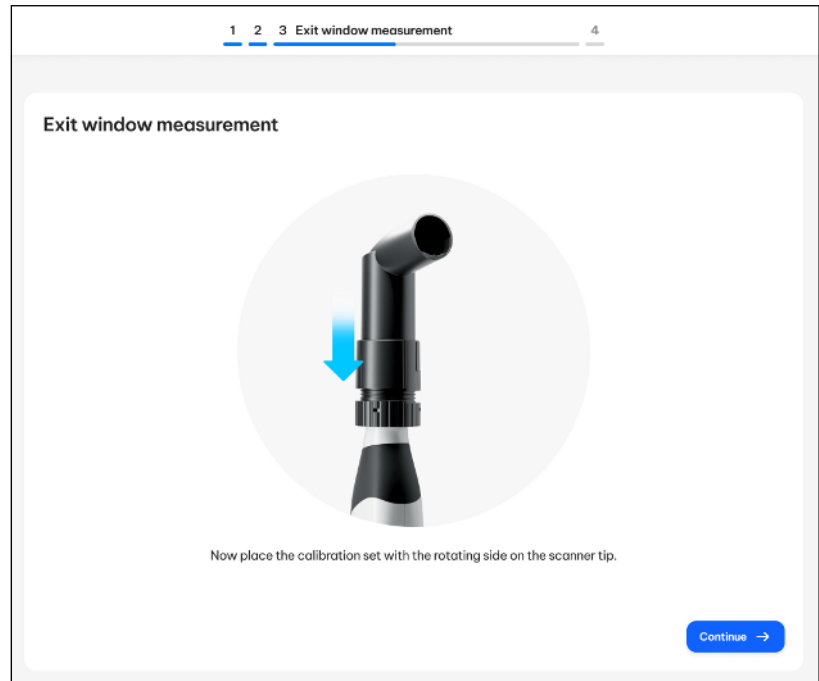 1 2 3 Exit window measurement 4
Exit window measurement
Now place the calibration set with the rotating side on the scanner tip.
Continue →